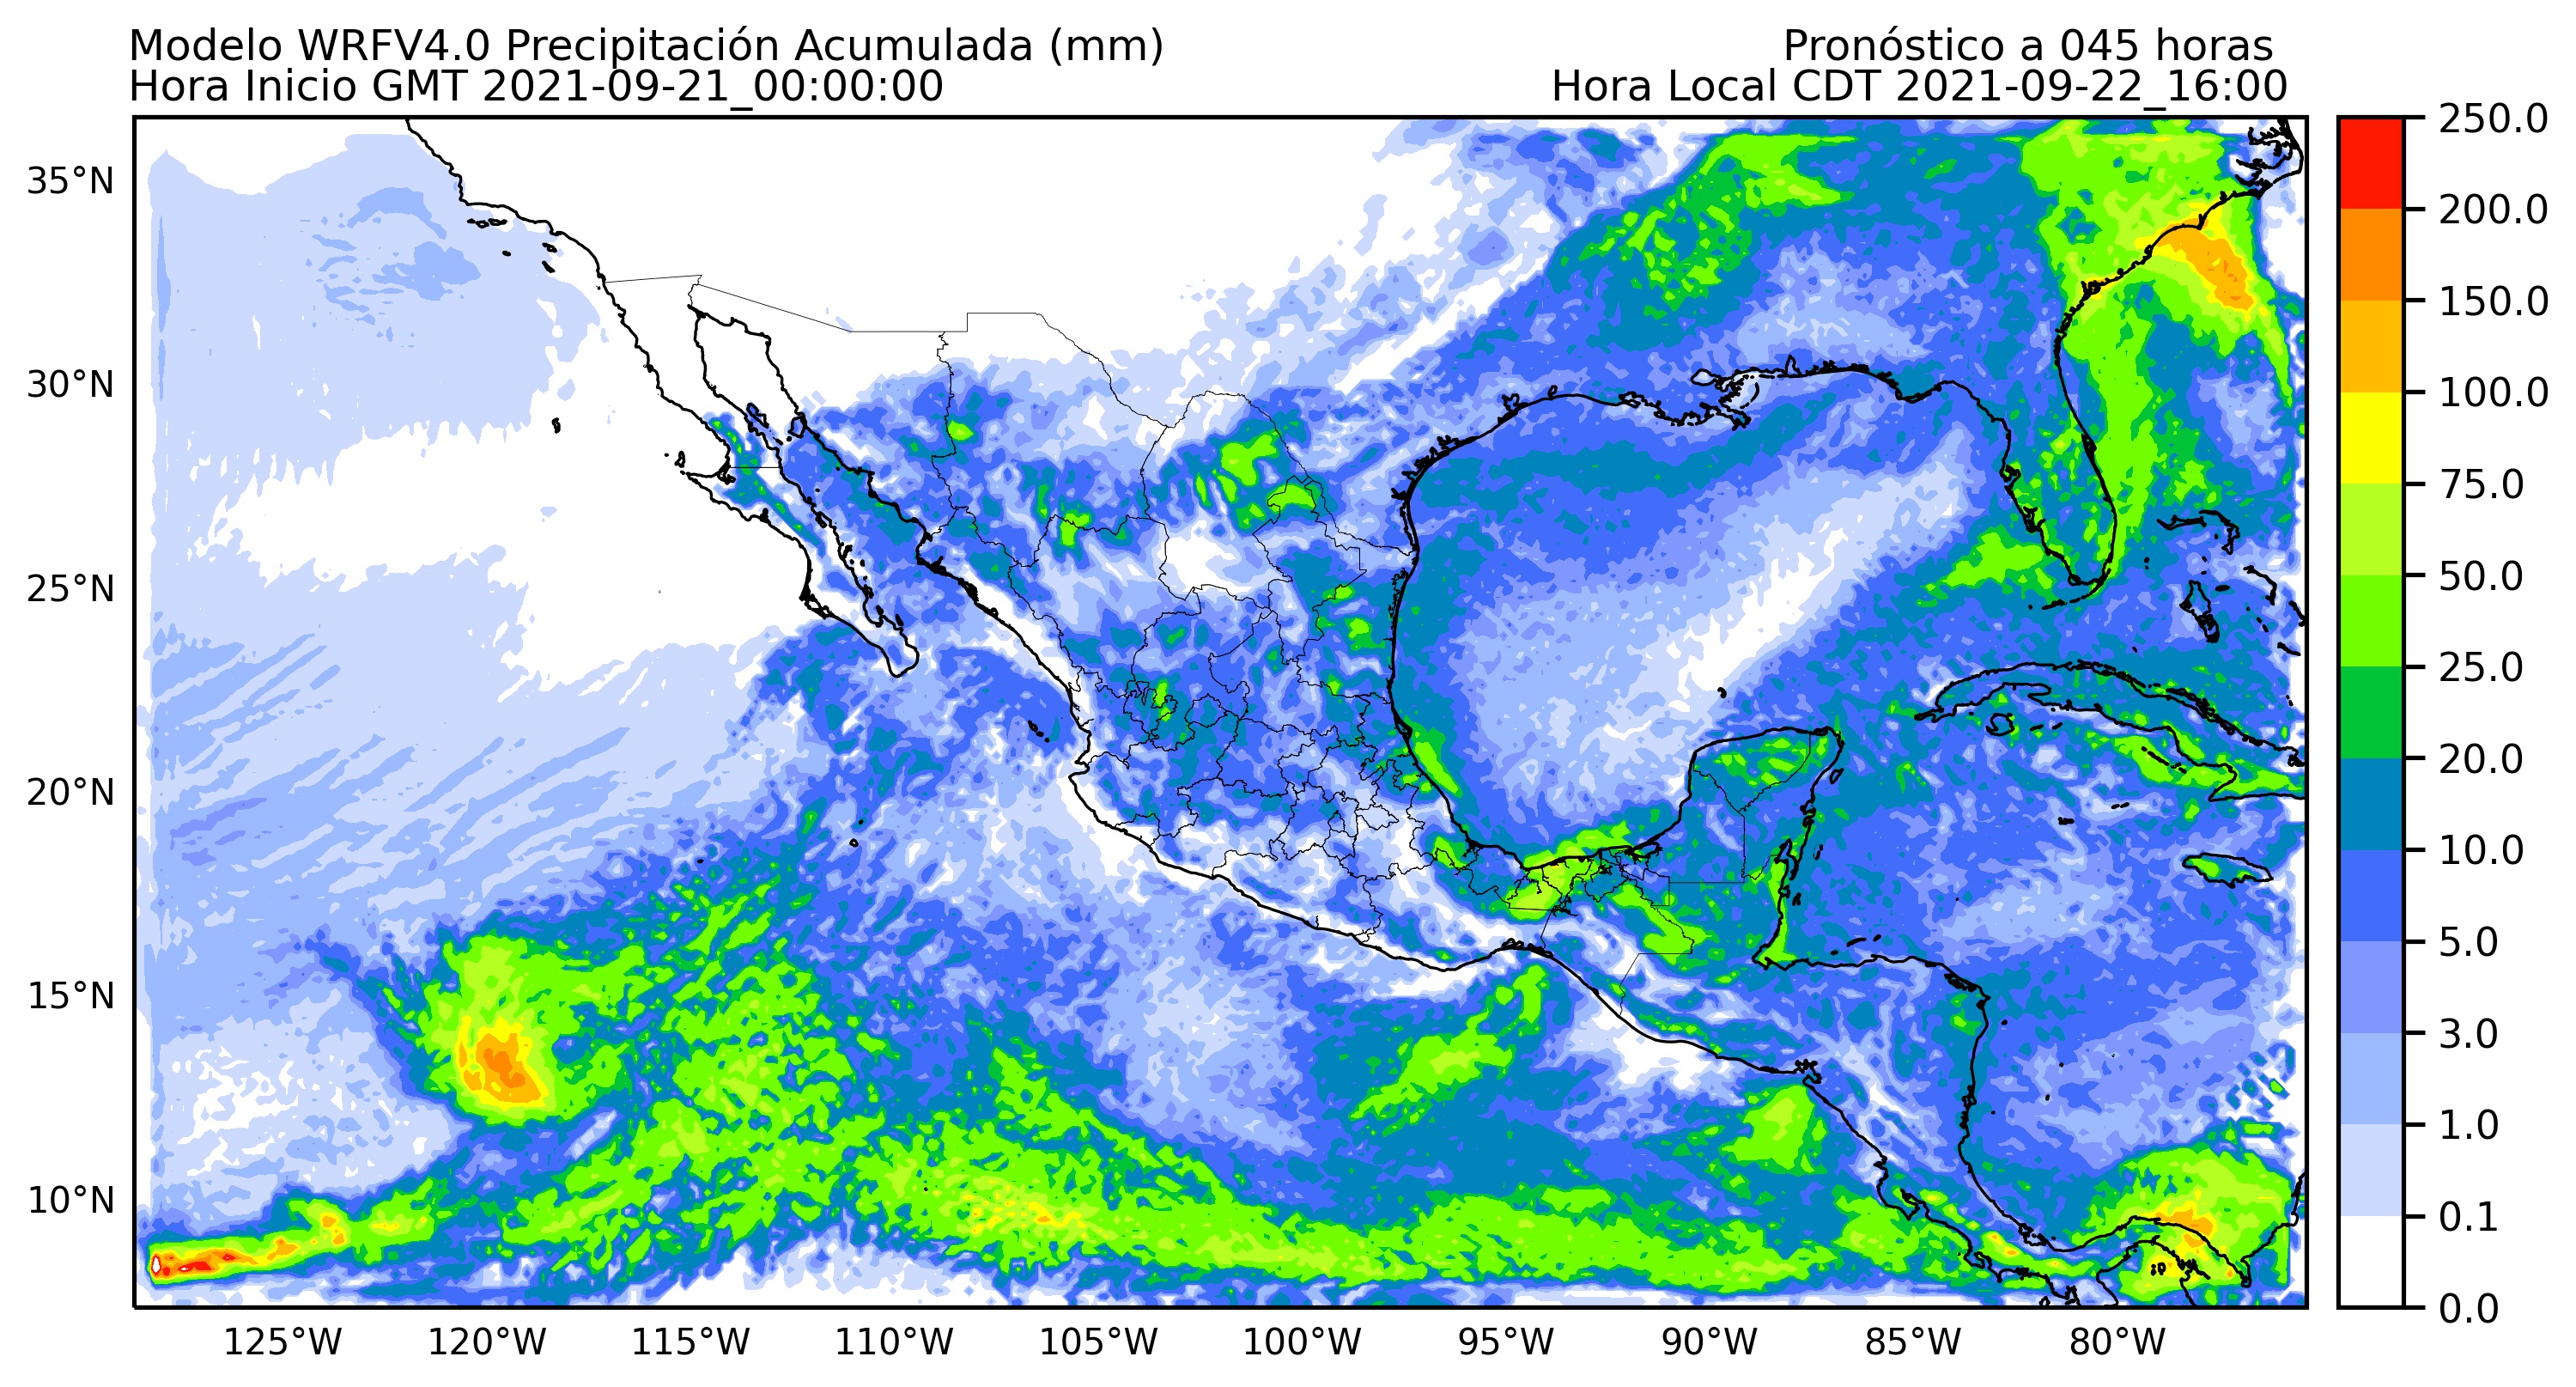 Modelo WRFV4.0 Precipitación Acumulada (mm)
Pronóstico a 045 horas
Hora Inicio GMT 2021-09-21_00:00:00
Hora Local CDT 2021-09-22_16:00
35°N
30°N
25°N
20°N
15°N
10°N
125°W
120°W
115°W
110°W
105°W
100°W
95°W
90°W
85°W
80°W
250.0
200.0
150.0
100.0
75.0
50.0
25.0
20.0
10.0
5.0
3.0
1.0
0.1
0.0